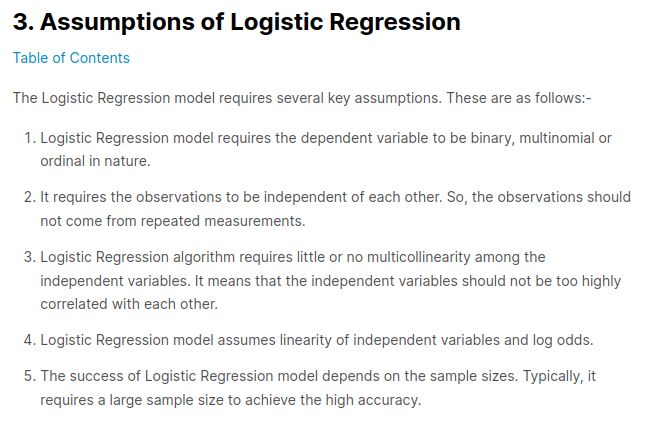 3. Assumptions of Logistic Regression
Table of Contents
The Logistic Regression model requires several key assumptions. These are as follows:-
1. Logistic Regression model requires the dependent variable to be binary, multinomial or
ordinal in nature.
2. It requires the observations to be independent of each other. So, the observations should
not come from repeated measurements.
3. Logistic Regression algorithm requires little or no multicollinearity among the
independent variables. It means that the independent variables should not be too highly
correlated with each other.
4. Logistic Regression model assumes linearity of independent variables and log odds.
5. The success of Logistic Regression model depends on the sample sizes. Typically, it
requires a large sample size to achieve the high accuracy.